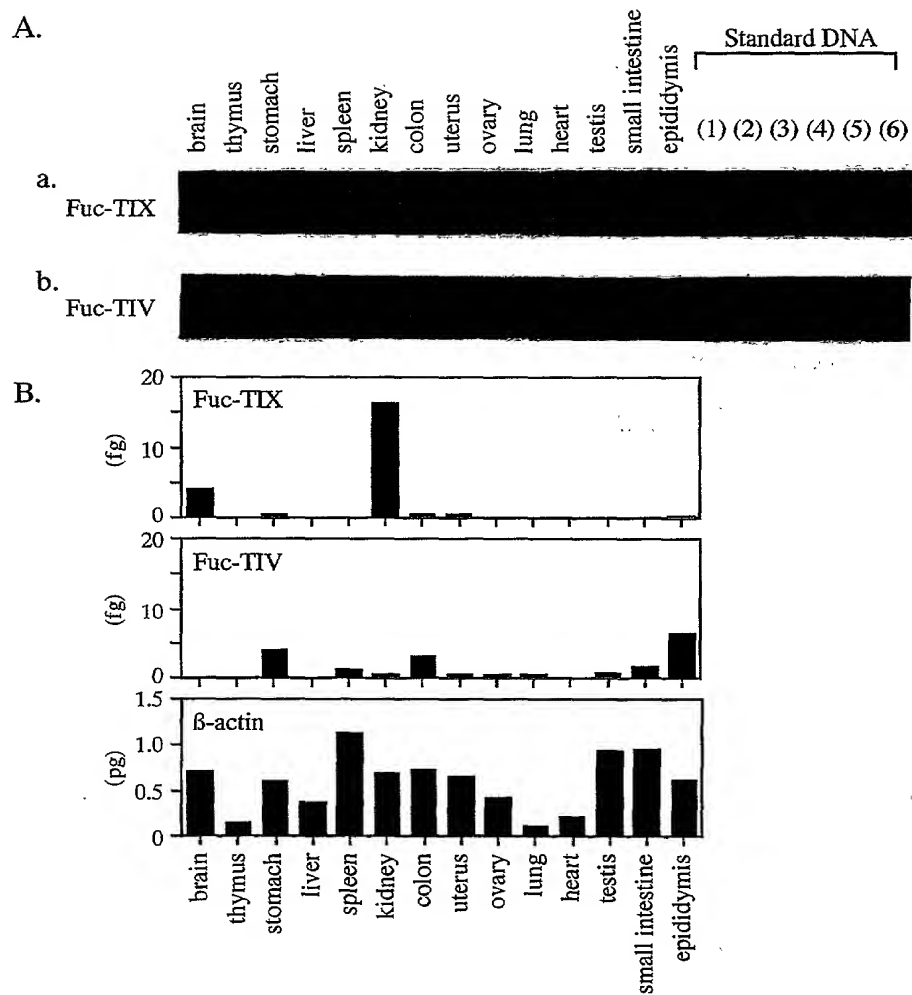 A.
Standard DNA
brain
thymus
stomach
liver
spleen
kidney
colon
uterus
ovary
lung
heart
testis
small intestine
epididymis
(1) (2) (3) (4) (5) (6)
a.
Fuc-TIX
b.
Fuc-TIV
B.
20
Fuc-TIX
(fg)
10
0
20
Fuc-TIV
(fg)
10
0
1.5
ß-actin
1.0
(pg)
0.5
0
brain
thymus
stomach
liver
spleen
kidney
colon
uterus
ovary
lung
heart
testis
small intestine
epididymis